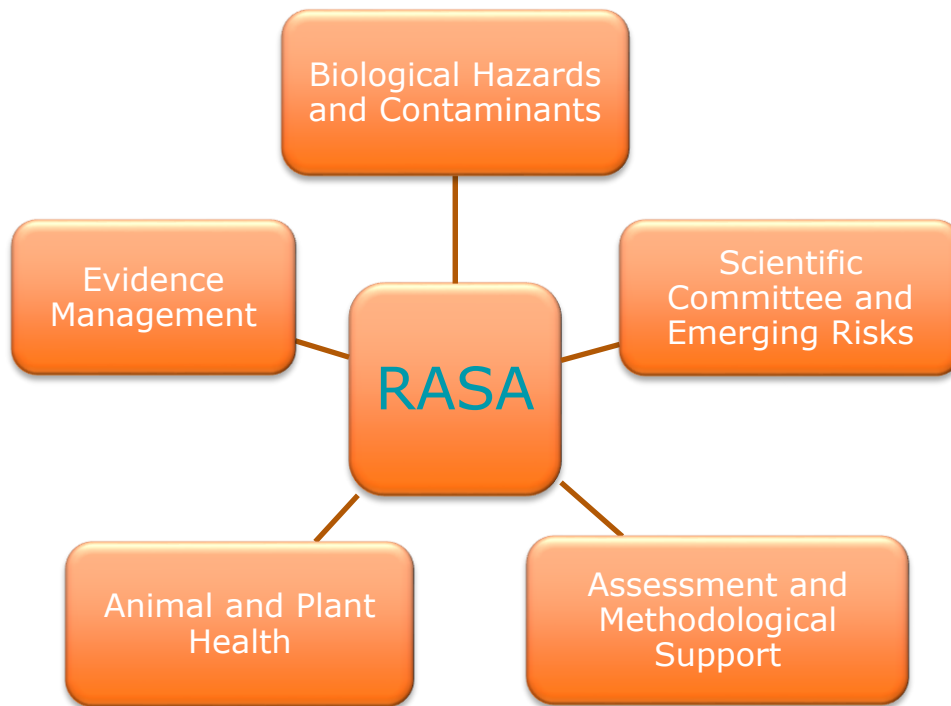 Biological Hazards
and Contaminants
Evidence
Management
Scientific
Committee and
Emerging Risks
RASA
Animal and Plant
Health
Assessment and
Methodological
Support